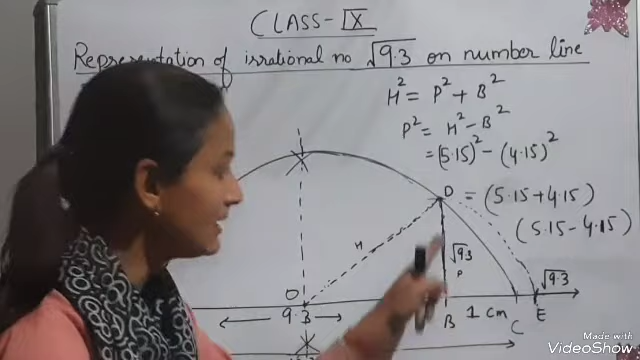 CLASS-IX
Representation of irrational no √9.3 on number line
H² = P² + B²
P² = H² - B²
= (5.15)² - (4.15)²
D = (5.15 + 4.15)
(5.15 - 4.15)
H
√9.3
P
√9.3
O
9.3
B 1 cm C E
Made with
VideoShow